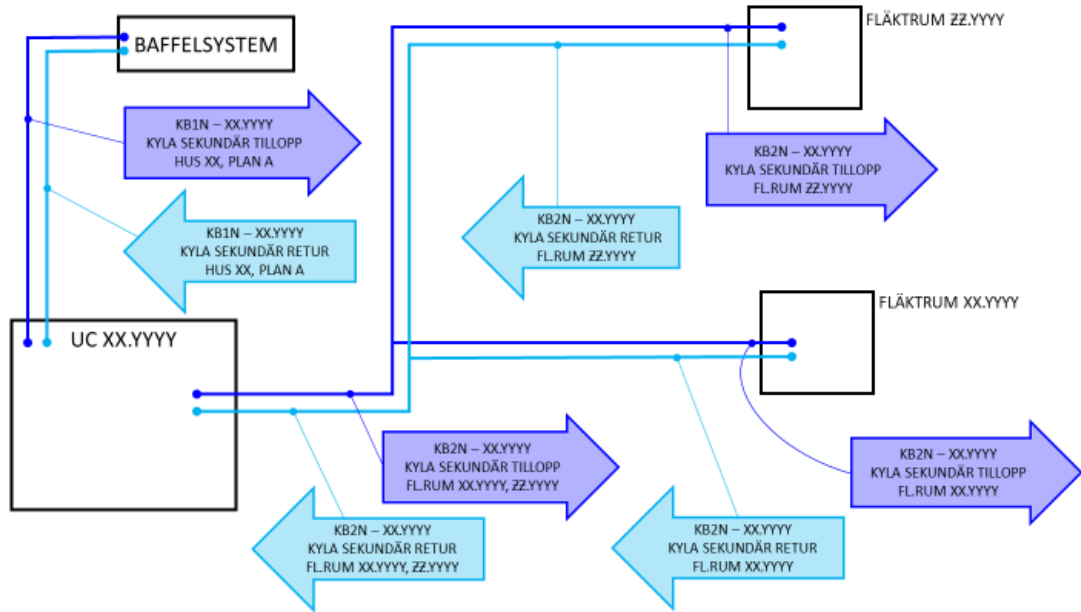 BAFFELSYSTEM
FLÄKTRUM ZZ.YYYY
KB1N – XX.YYYY
KYLA SEKUNDÄR TILLOPP
HUS XX, PLAN A
KB2N – XX.YYYY
KYLA SEKUNDÄR TILLOPP
FL.RUM ZZ.YYYY
KB1N – XX.YYYY
KYLA SEKUNDÄR RETUR
HUS XX, PLAN A
KB2N – XX.YYYY
KYLA SEKUNDÄR RETUR
FL.RUM ZZ.YYYY
UC XX.YYYY
FLÄKTRUM XX.YYYY
KB2N – XX.YYYY
KYLA SEKUNDÄR TILLOPP
FL.RUM XX.YYYY, ZZ.YYYY
KB2N – XX.YYYY
KYLA SEKUNDÄR TILLOPP
FL.RUM XX.YYYY
KB2N – XX.YYYY
KYLA SEKUNDÄR RETUR
FL.RUM XX.YYYY, ZZ.YYYY
KB2N – XX.YYYY
KYLA SEKUNDÄR RETUR
FL.RUM XX.YYYY